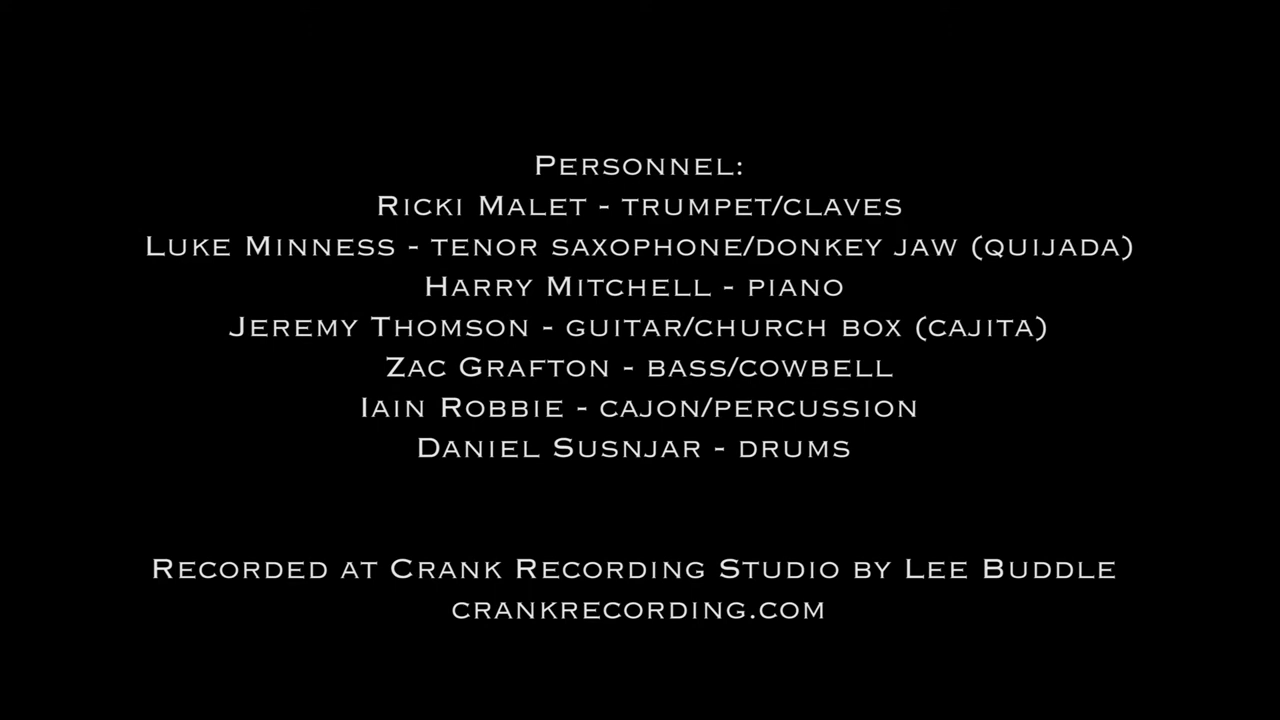 Personnel:
Ricki Malet - trumpet/claves
Luke Minness - tenor saxophone/donkey jaw (quijada)
Harry Mitchell - piano
Jeremy Thomson - guitar/church box (cajita)
Zac Grafton - bass/cowbell
Iain Robbie - cajon/percussion
Daniel Susnjar - drums
Recorded at Crank Recording Studio by Lee Buddle
crankrecording.com